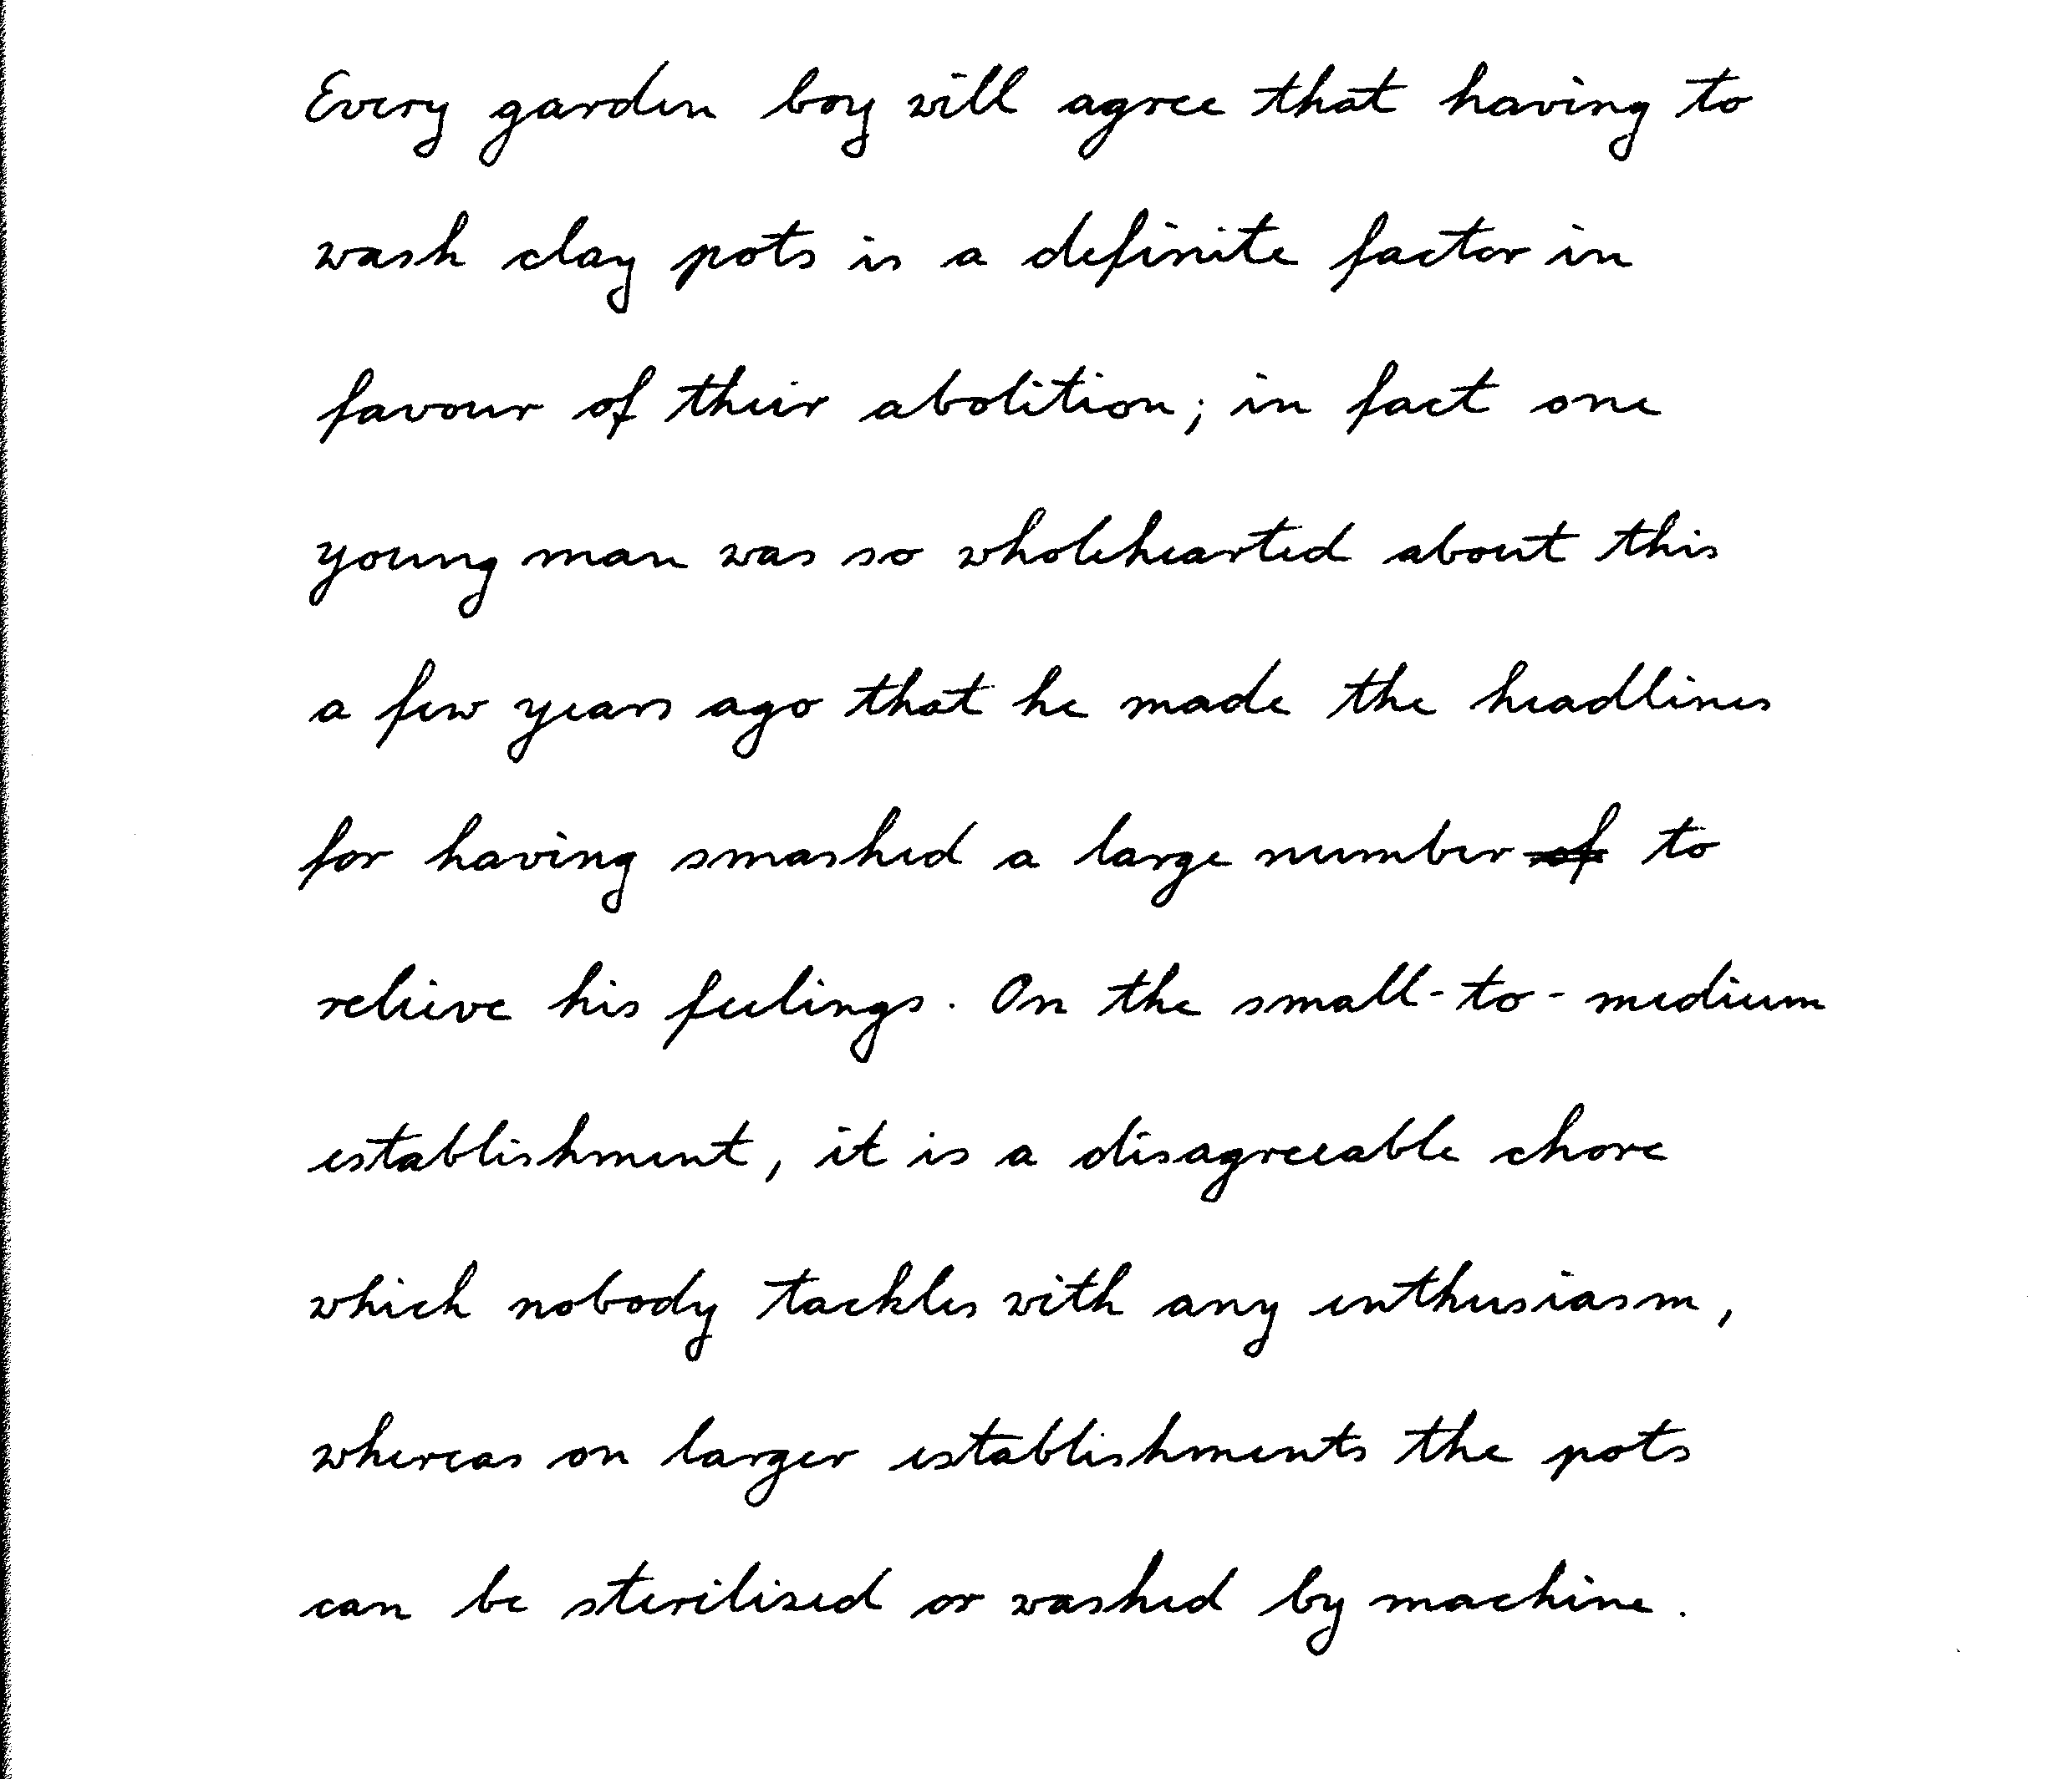 Every garden boy will agree that having to
wash clay pots is a definite factor in
favour of their abolition; in fact one
young man was so wholehearted about this
a few years ago that he made the headlines
for having smashed a large number of to
relieve his feelings. On the small-to-medium
establishment, it is a disagreeable chore
which nobody tackles with any enthusiasm,
whereas on larger establishments the pots
can be sterilised or washed by machine.